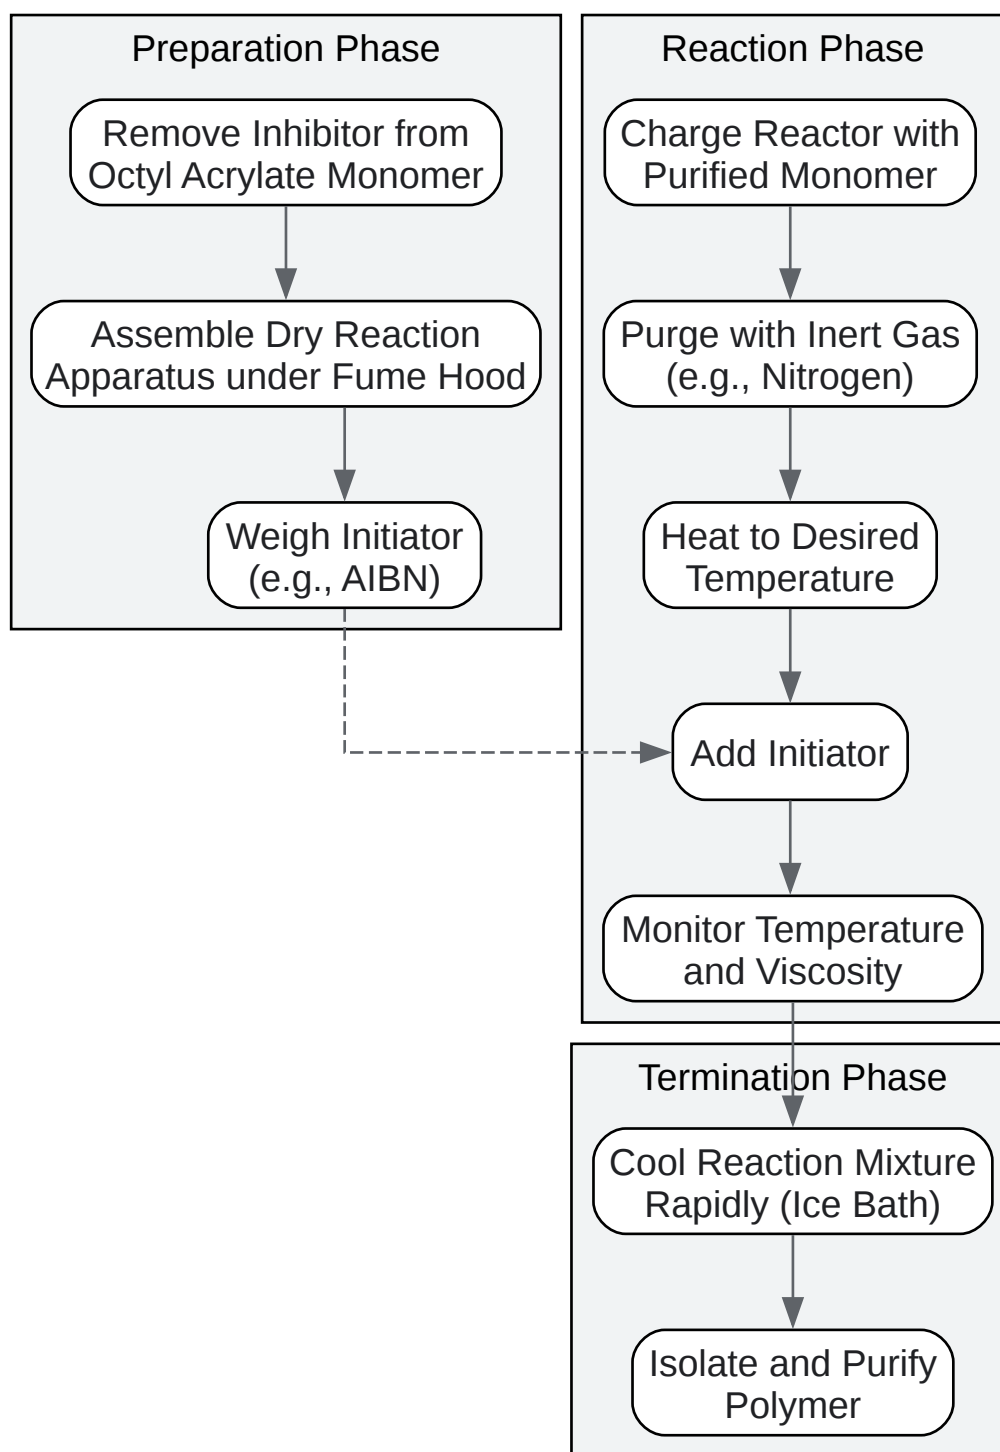 Preparation Phase
Remove Inhibitor from
Octyl Acrylate Monomer
Assemble Dry Reaction
Apparatus under Fume Hood
Weigh Initiator
(e.g., AIBN)
Reaction Phase
Charge Reactor with
Purified Monomer
Purge with Inert Gas
(e.g., Nitrogen)
Heat to Desired
Temperature
Add Initiator
Monitor Temperature
and Viscosity
Termination Phase
Cool Reaction Mixture
Rapidly (Ice Bath)
Isolate and Purify
Polymer